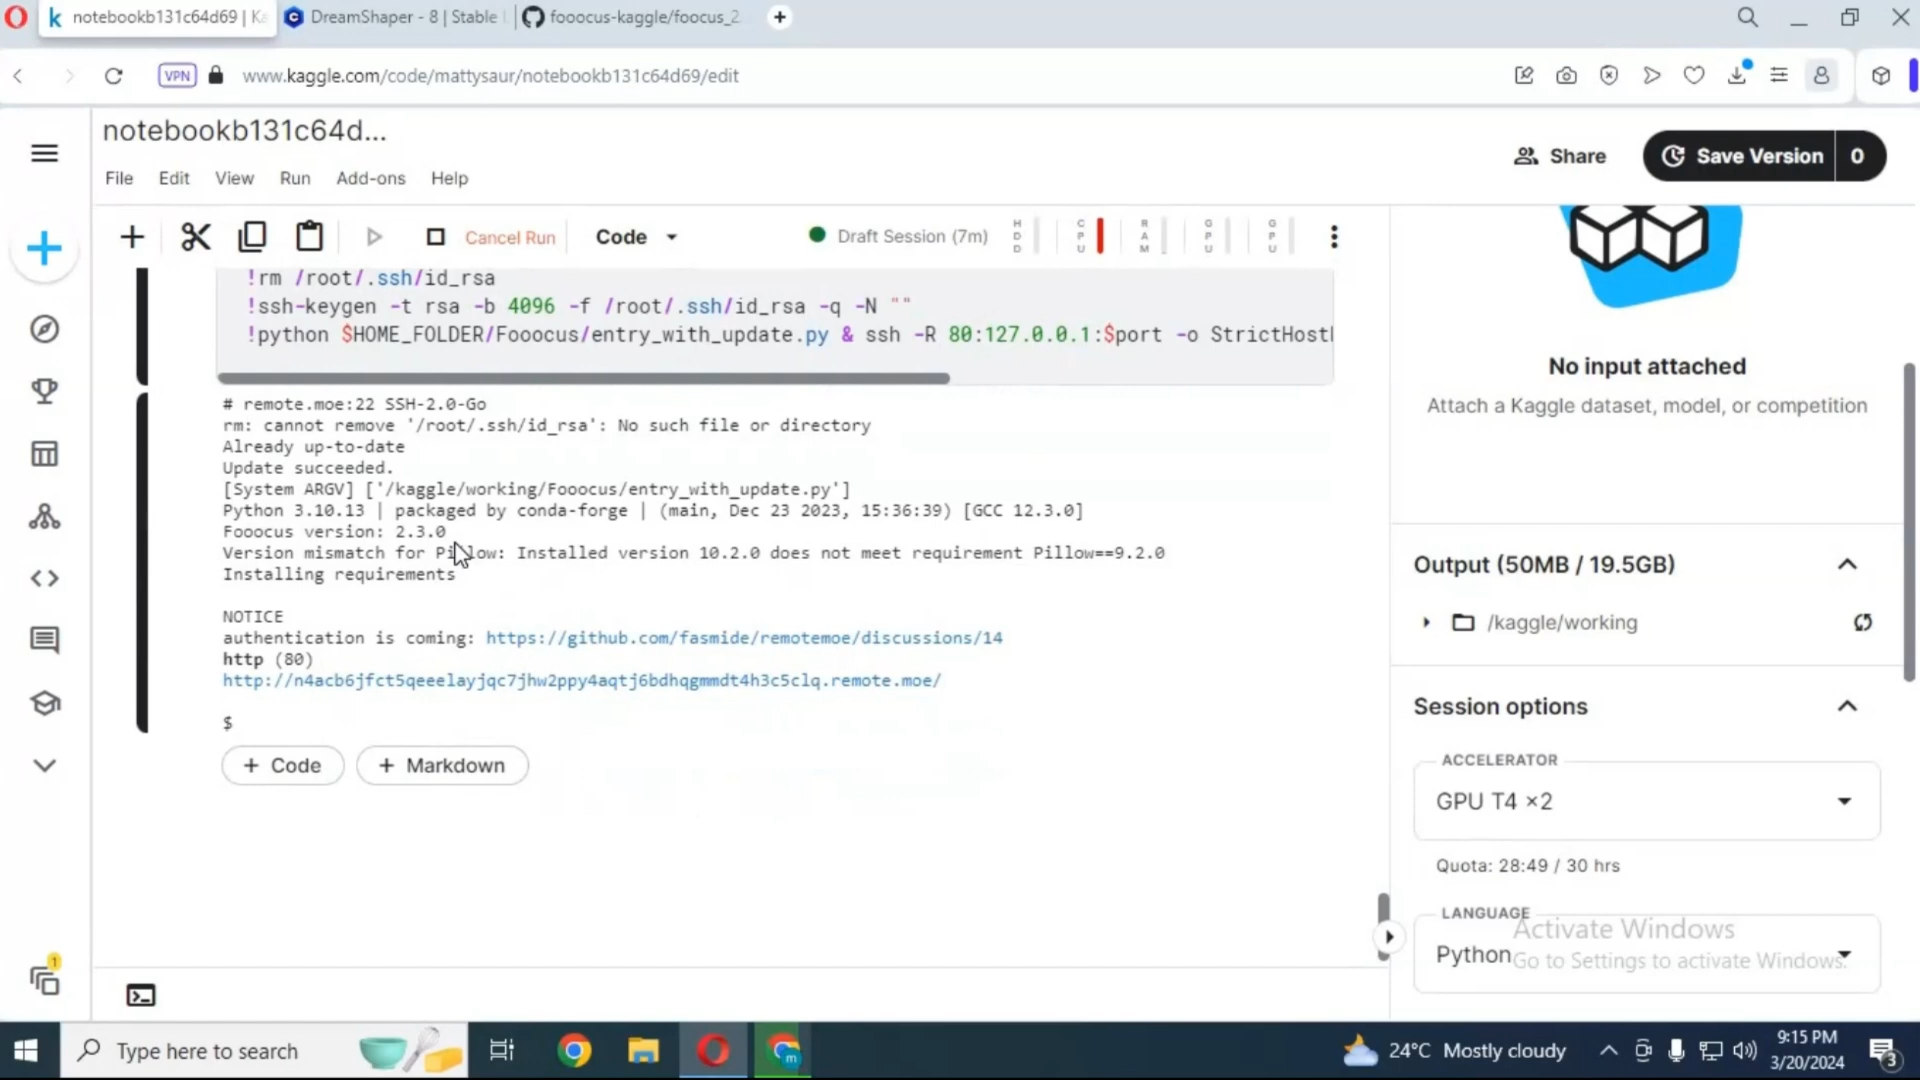 notebookb131c64d69 | Ka
DreamShaper - 8 | Stable
fooocus-kaggle/foocus_2
VPN
www.kaggle.com/code/mattysaur/notebookb131c64d69/edit
notebookb131c64d...
Share
Save Version
0
File Edit View Run Add-ons Help
Cancel Run
Code
Draft Session (7m)
HDD
CPU
RAM
GPU
GPU
!rm /root/.ssh/id_rsa
!ssh-keygen -t rsa -b 4096 -f /root/.ssh/id_rsa -q -N ""
!python $HOME_FOLDER/Fooocus/entry_with_update.py & ssh -R 80:127.0.0.1:$port -o StrictHost
# remote.moe:22 SSH-2.0-Go
rm: cannot remove '/root/.ssh/id_rsa': No such file or directory
Already up-to-date
Update succeeded.
[System ARGV] ['/kaggle/working/Fooocus/entry_with_update.py']
Python 3.10.13 | packaged by conda-forge | (main, Dec 23 2023, 15:36:39) [GCC 12.3.0]
Fooocus version: 2.3.0
Version mismatch for Pillow: Installed version 10.2.0 does not meet requirement Pillow==9.2.0
Installing requirements
NOTICE
authentication is coming: https://github.com/fasmide/remotemoe/discussions/14
http (80)
http://n4acb6jfct5qeeelayjqc7jhw2ppy4aqtj6bdhqgmmdt4h3c5clq.remote.moe/
$
+ Code
+ Markdown
No input attached
Attach a Kaggle dataset, model, or competition
Output (50MB / 19.5GB)
/kaggle/working
Session options
ACCELERATOR
GPU T4 ×2
Quota: 28:49 / 30 hrs
LANGUAGE
Python
Activate Windows
Go to Settings to activate Windows.
1
Type here to search
m
24°C Mostly cloudy
9:15 PM
3/20/2024
3